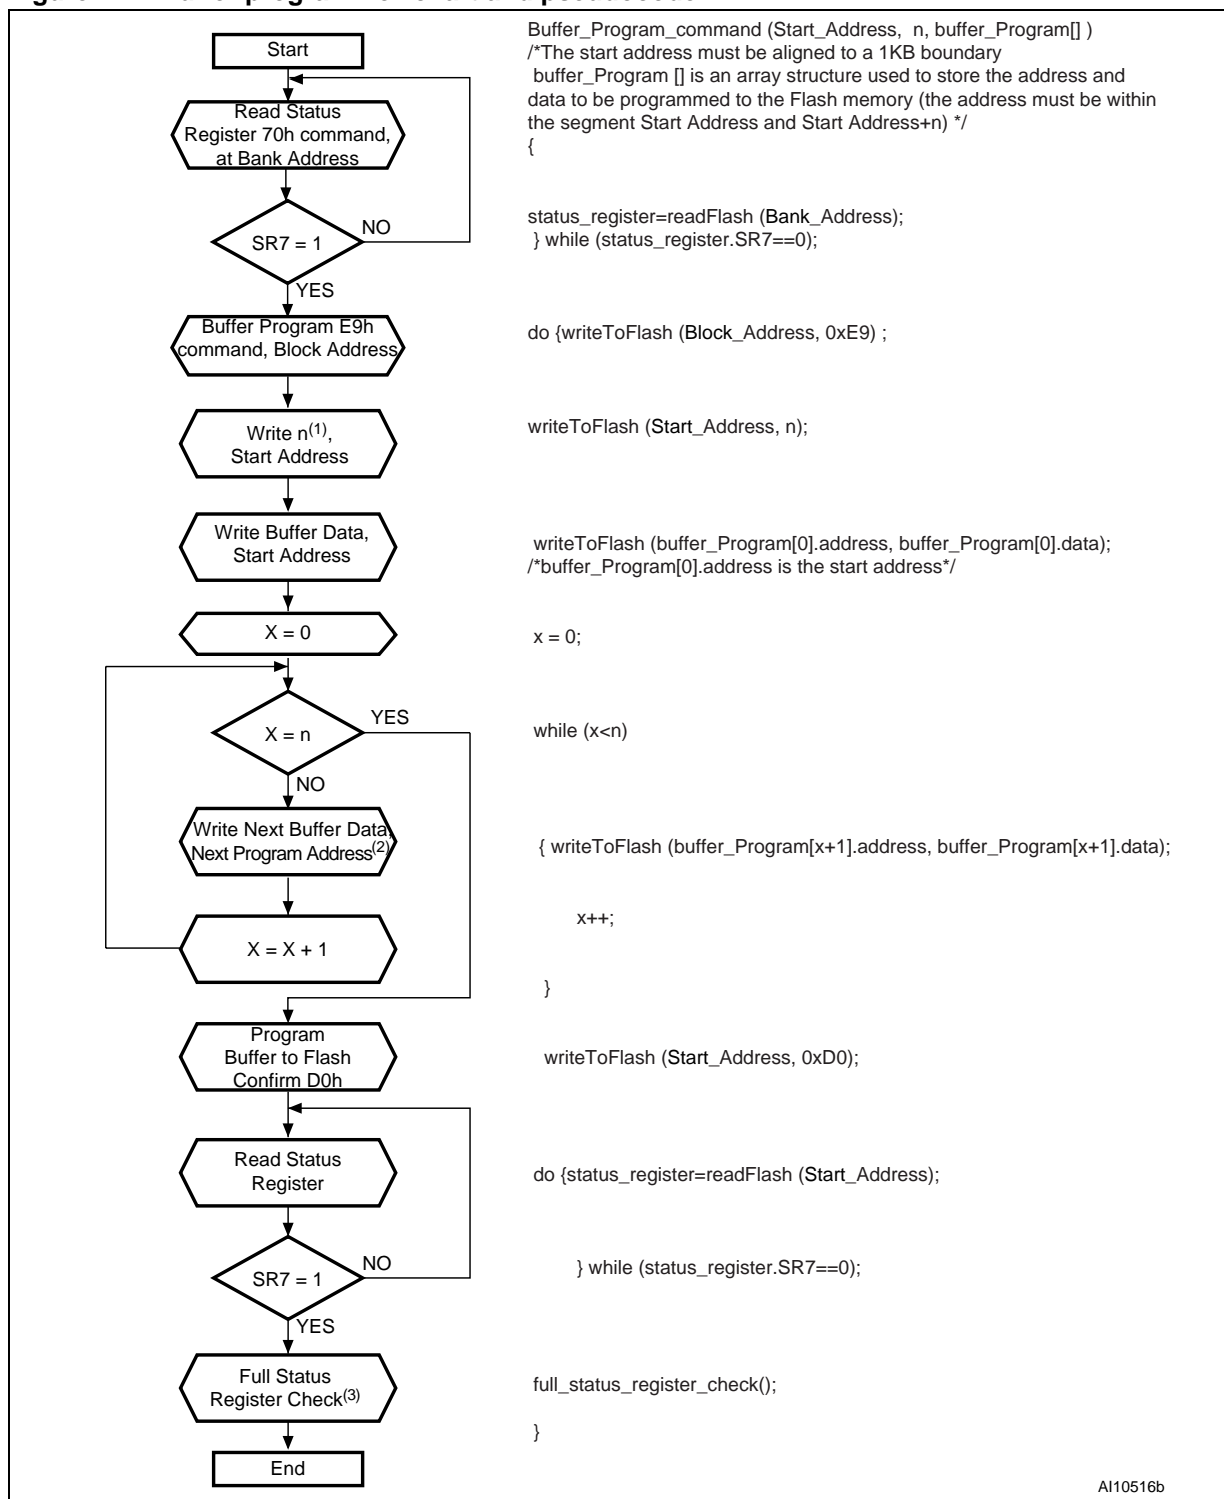 Start
Read Status
Register 70h command,
at Bank Address
SR7 = 1
NO
YES
Buffer Program E9h
command, Block Address
Write n(1),
Start Address
Write Buffer Data,
Start Address
X = 0
X = n
YES
NO
Write Next Buffer Data,
Next Program Address(2)
X = X + 1
Program
Buffer to Flash
Confirm D0h
Read Status
Register
SR7 = 1
NO
YES
Full Status
Register Check(3)
End
Buffer_Program_command (Start_Address, n, buffer_Program[] )
/*The start address must be aligned to a 1KB boundary
buffer_Program [] is an array structure used to store the address and
data to be programmed to the Flash memory (the address must be within
the segment Start Address and Start Address+n) */
{
status_register=readFlash (Bank_Address);
} while (status_register.SR7==0);
do {writeToFlash (Block_Address, 0xE9) ;
writeToFlash (Start_Address, n);
writeToFlash (buffer_Program[0].address, buffer_Program[0].data);
/*buffer_Program[0].address is the start address*/
x = 0;
while (x<n)
{ writeToFlash (buffer_Program[x+1].address, buffer_Program[x+1].data);
x++;
}
writeToFlash (Start_Address, 0xD0);
do {status_register=readFlash (Start_Address);
} while (status_register.SR7==0);
full_status_register_check();
}
AI10516b